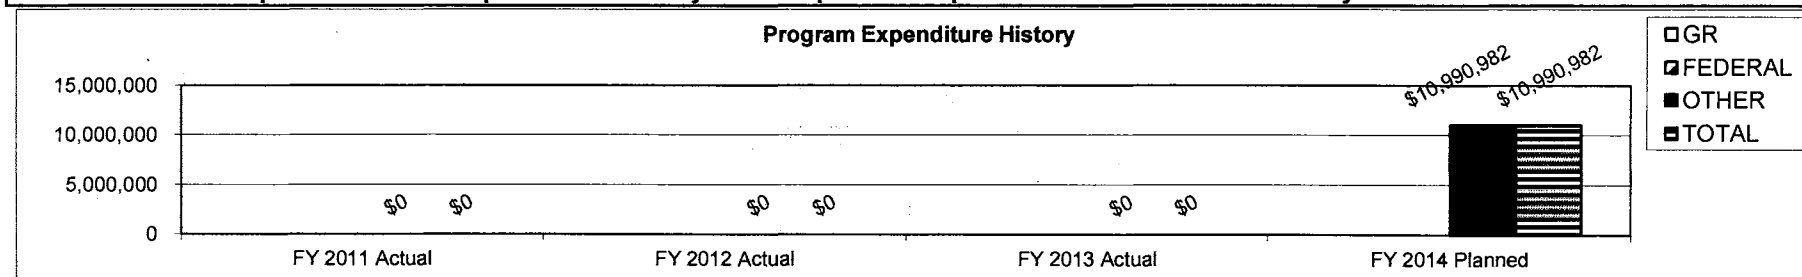 Program Expenditure History
GR
FEDERAL
OTHER
TOTAL
15,000,000
10,000,000
5,000,000
0
$0
$0
$0
$0
$0
$0
$10,990,982
$10,990,982
FY 2011 Actual
FY 2012 Actual
FY 2013 Actual
FY 2014 Planned